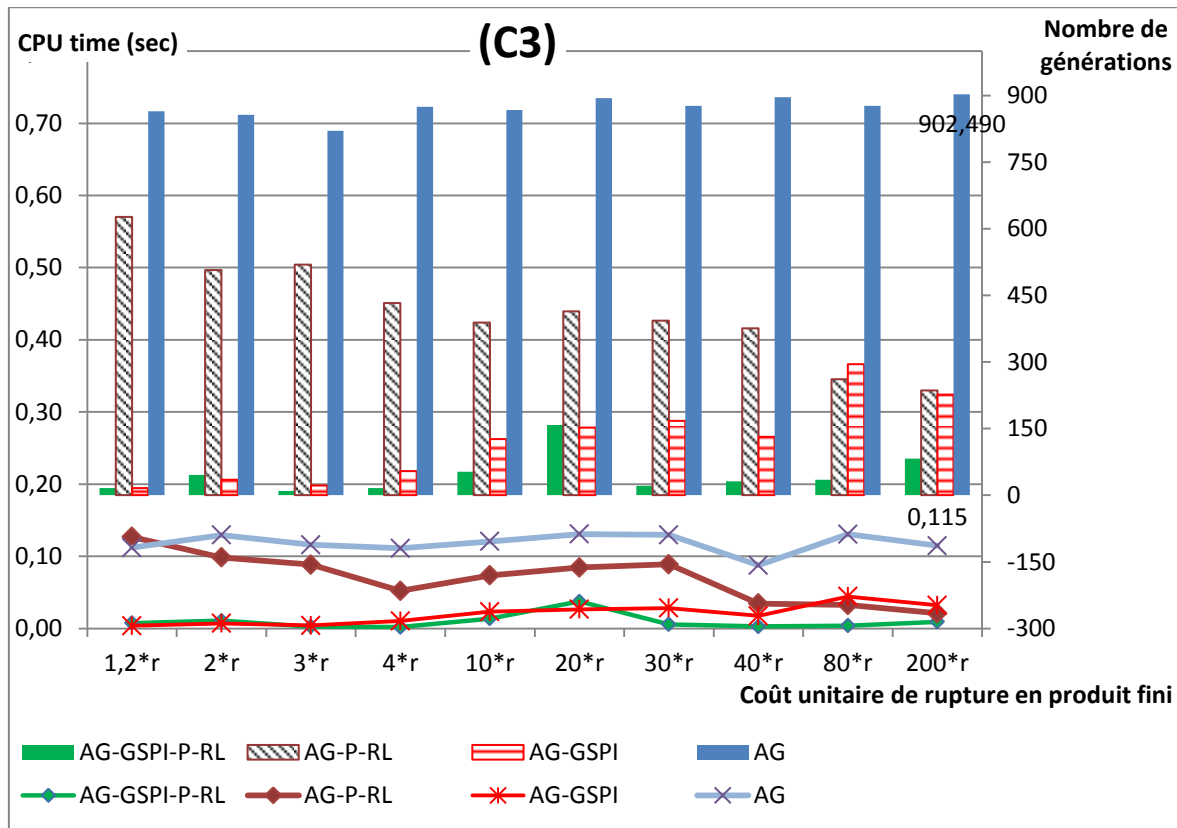 CPU time (sec)
(C3)
Nombre de
générations
0,70
0,60
0,50
0,40
0,30
0,20
0,10
0,00
900
750
600
450
300
150
0
-150
-300
902,490
0,115
1,2*r 2*r 3*r 4*r 10*r 20*r 30*r 40*r 80*r 200*r
Coût unitaire de rupture en produit fini
AG-GSPI-P-RL AG-P-RL AG-GSPI AG
AG-GSPI-P-RL AG-P-RL AG-GSPI AG